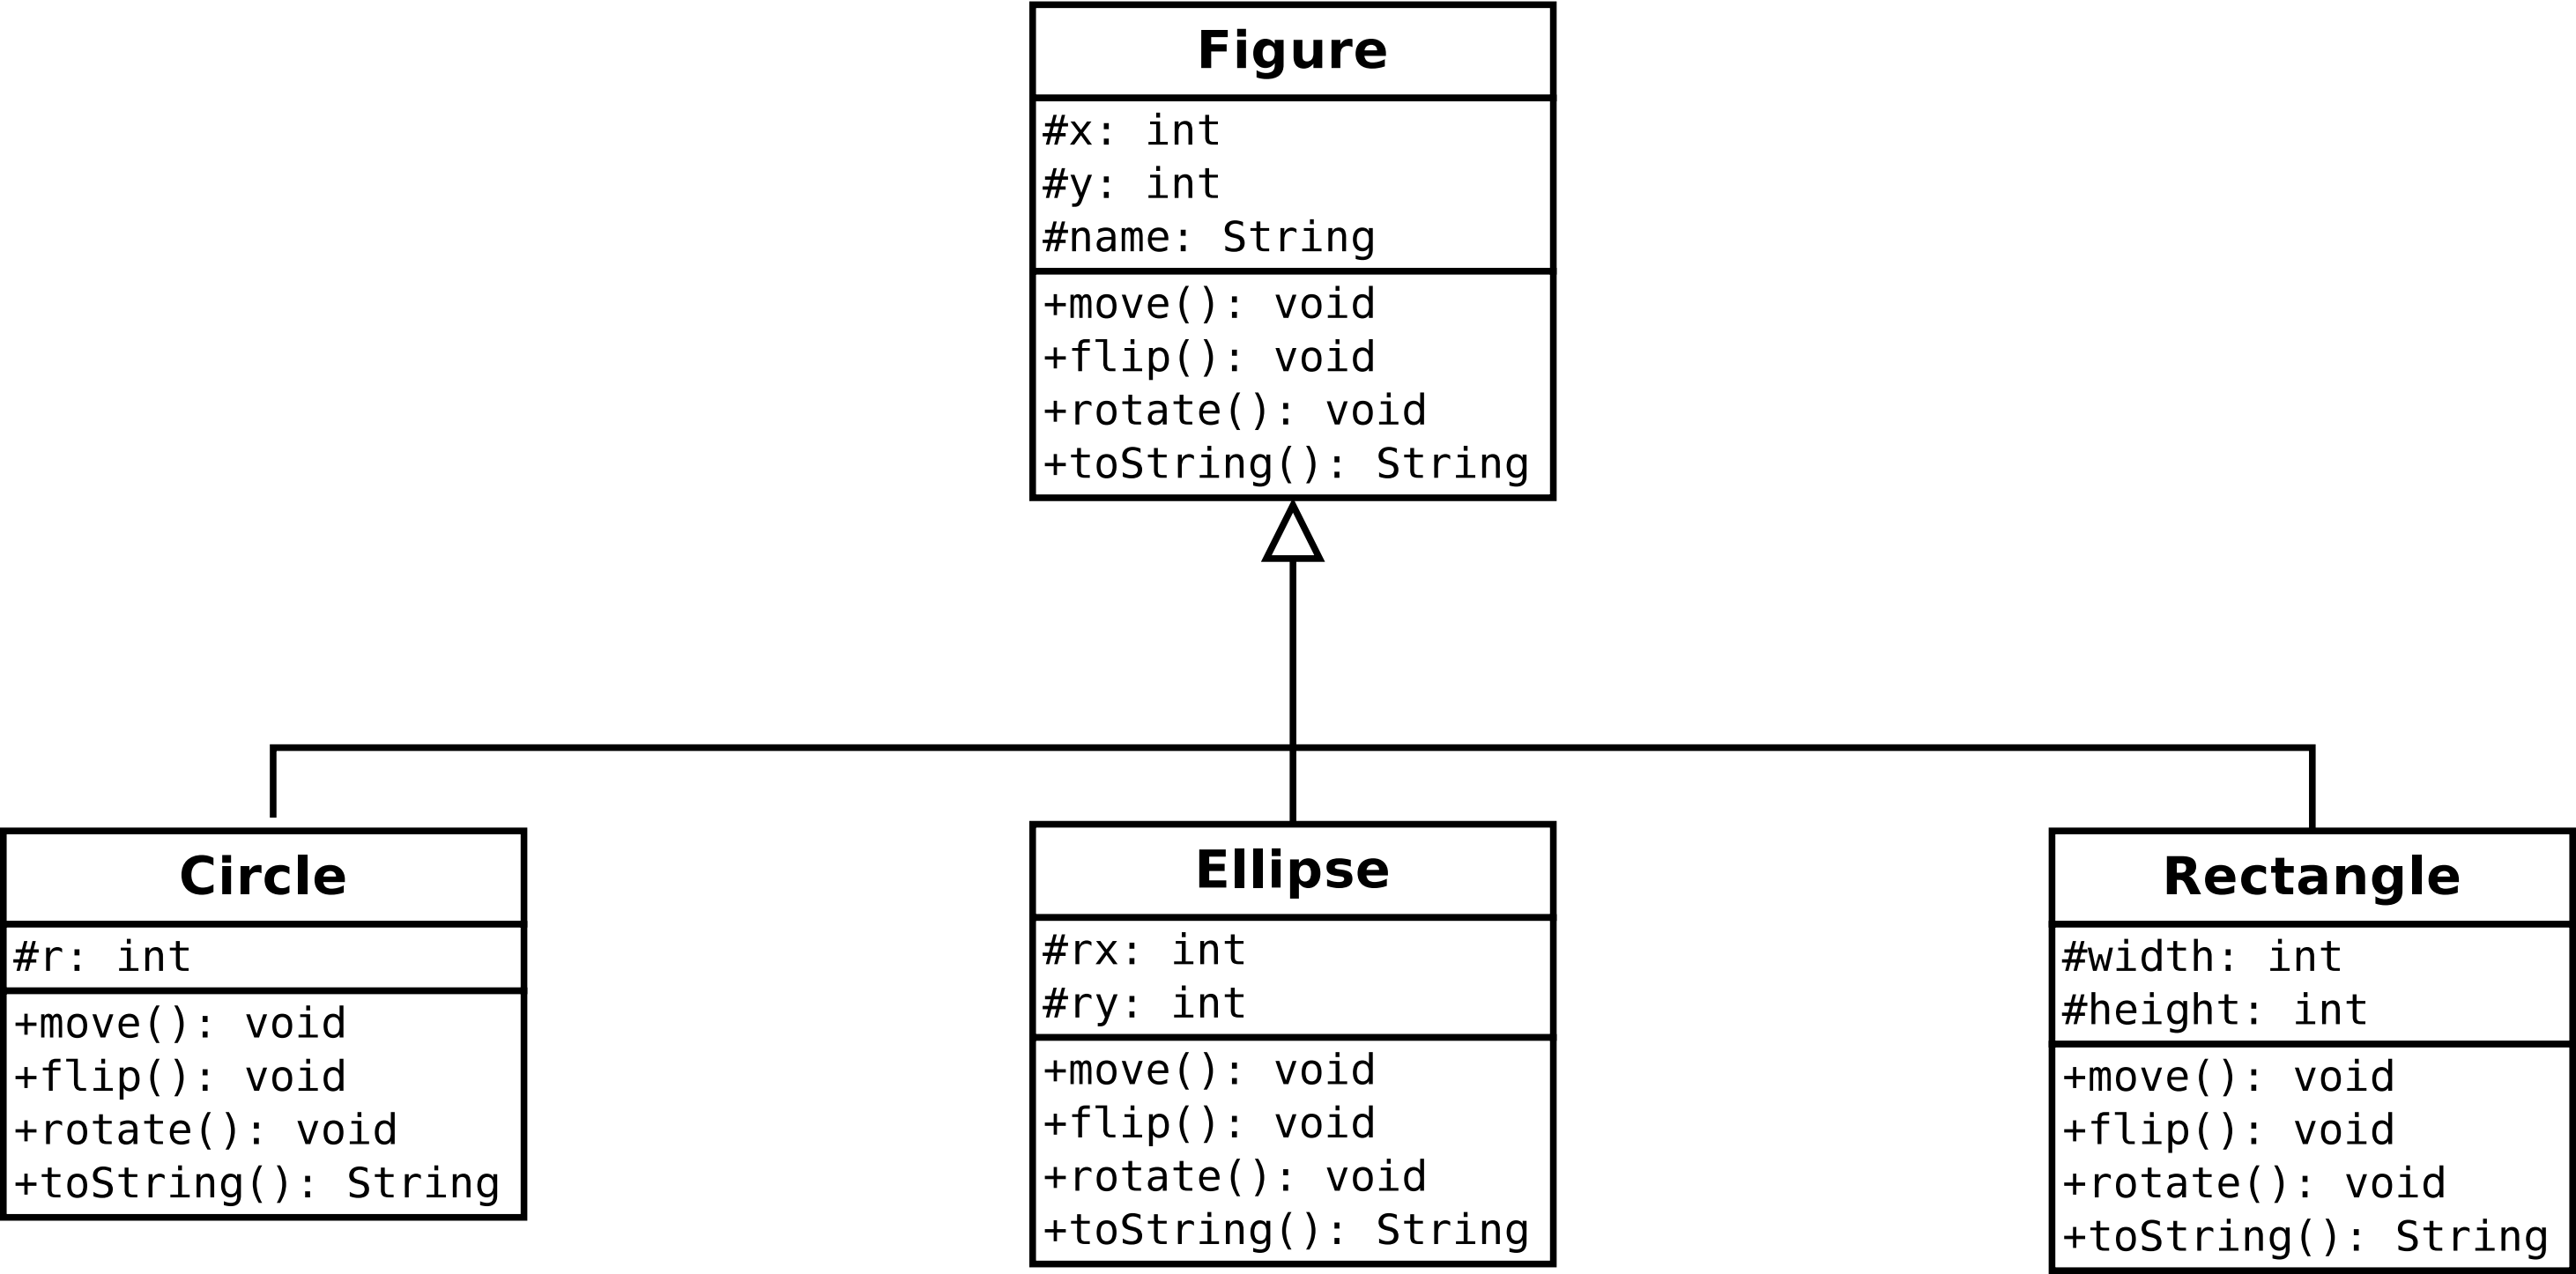 Figure
#x: int
#y: int
#name: String
+move(): void
+flip(): void
+rotate(): void
+toString(): String
Circle
#r: int
+move(): void
+flip(): void
+rotate(): void
+toString(): String
Ellipse
#rx: int
#ry: int
+move(): void
+flip(): void
+rotate(): void
+toString(): String
Rectangle
#width: int
#height: int
+move(): void
+flip(): void
+rotate(): void
+toString(): String